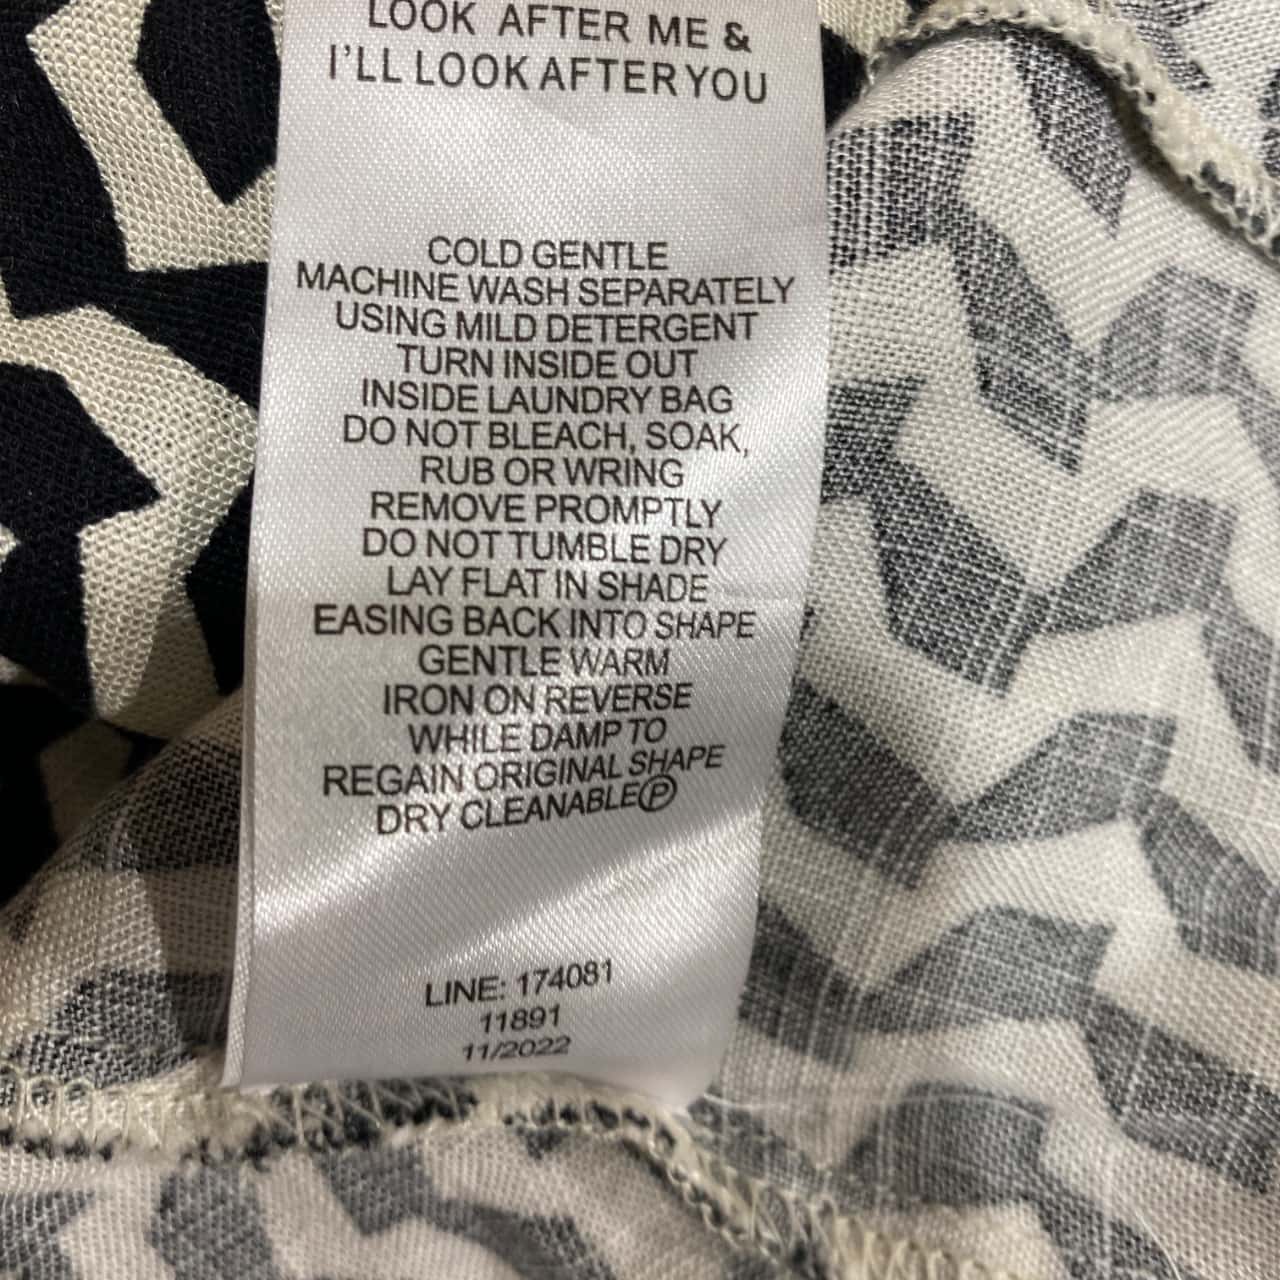 LOOK AFTER ME &
I'LL LOOK AFTER YOU
COLD GENTLE
MACHINE WASH SEPARATELY
USING MILD DETERGENT
TURN INSIDE OUT
INSIDE LAUNDRY BAG
DO NOT BLEACH, SOAK,
RUB OR WRING
REMOVE PROMPTLY
DO NOT TUMBLE DRY
LAY FLAT IN SHADE
EASING BACK INTO SHAPE
GENTLE WARM
IRON ON REVERSE
WHILE DAMP TO
REGAIN ORIGINAL SHAPE
DRY CLEANABLE Ⓟ
LINE: 174081
11891
11/2022